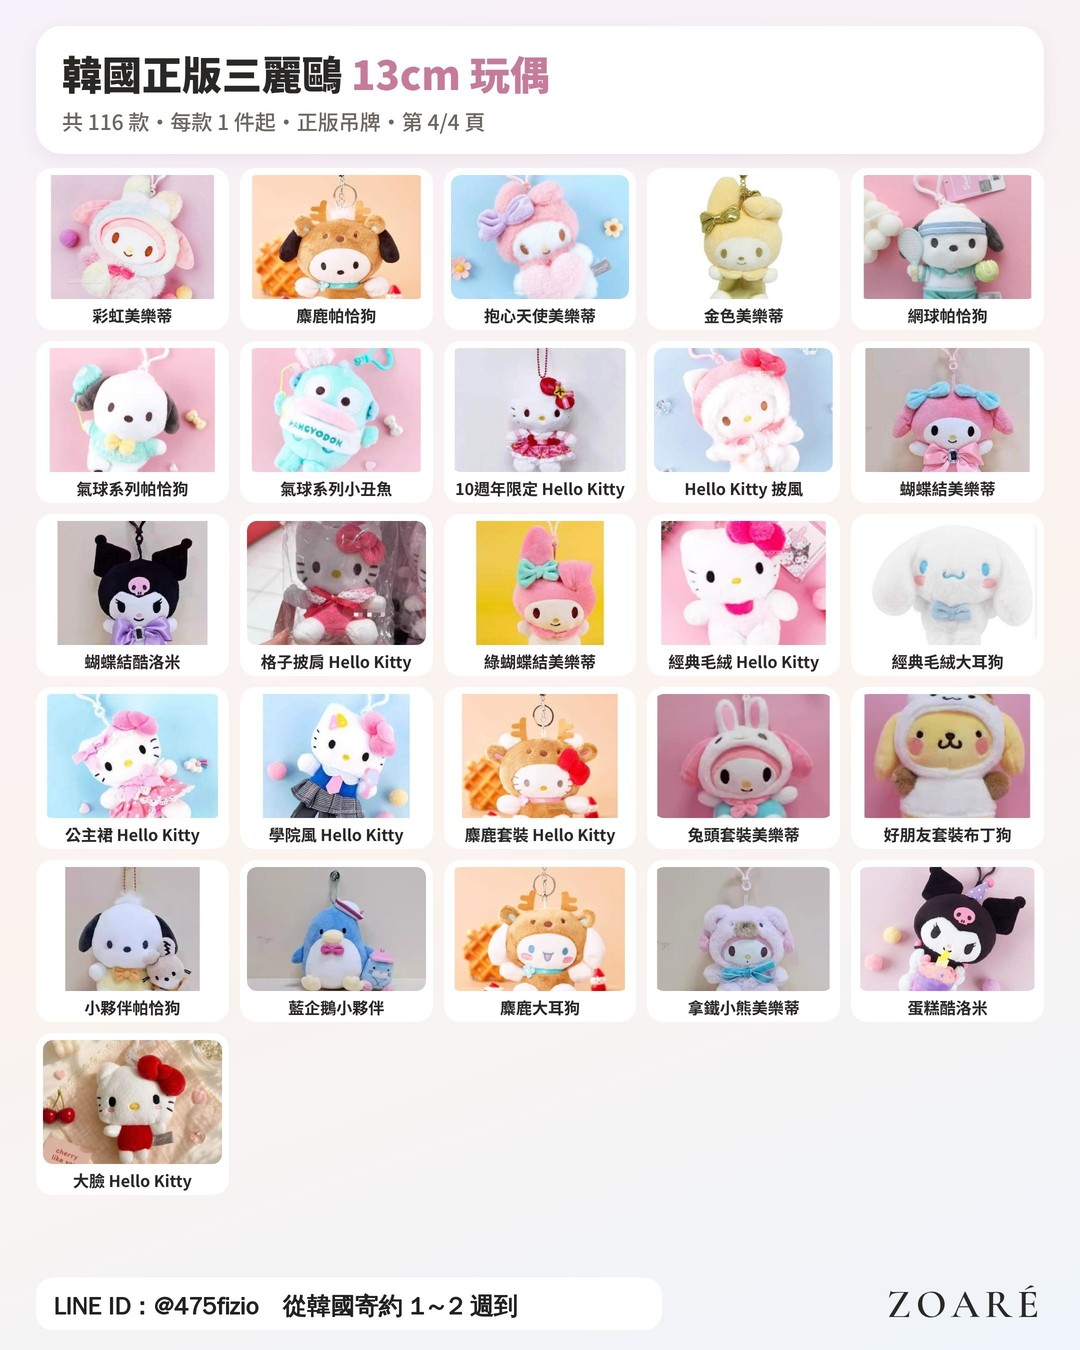 韓國正版三麗鷗 13cm 玩偶
共 116 款・每款 1 件起・正版吊牌・第 4/4 頁
彩虹美樂蒂
麋鹿帕恰狗
抱心天使美樂蒂
金色美樂蒂
網球帕恰狗
氣球系列帕恰狗
HANGYODON
氣球系列小丑魚
10週年限定 Hello Kitty
Hello Kitty 披風
蝴蝶結美樂蒂
蝴蝶結酷洛米
格子披肩 Hello Kitty
綠蝴蝶結美樂蒂
經典毛絨 Hello Kitty
經典毛絨大耳狗
公主裙 Hello Kitty
學院風 Hello Kitty
麋鹿套裝 Hello Kitty
兔頭套裝美樂蒂
好朋友套裝布丁狗
小夥伴帕恰狗
藍企鵝小夥伴
麋鹿大耳狗
拿鐵小熊美樂蒂
蛋糕酷洛米
cherry
大臉 Hello Kitty
LINE ID：@475fizio　從韓國寄約 1~2 週到
ZOARÉ